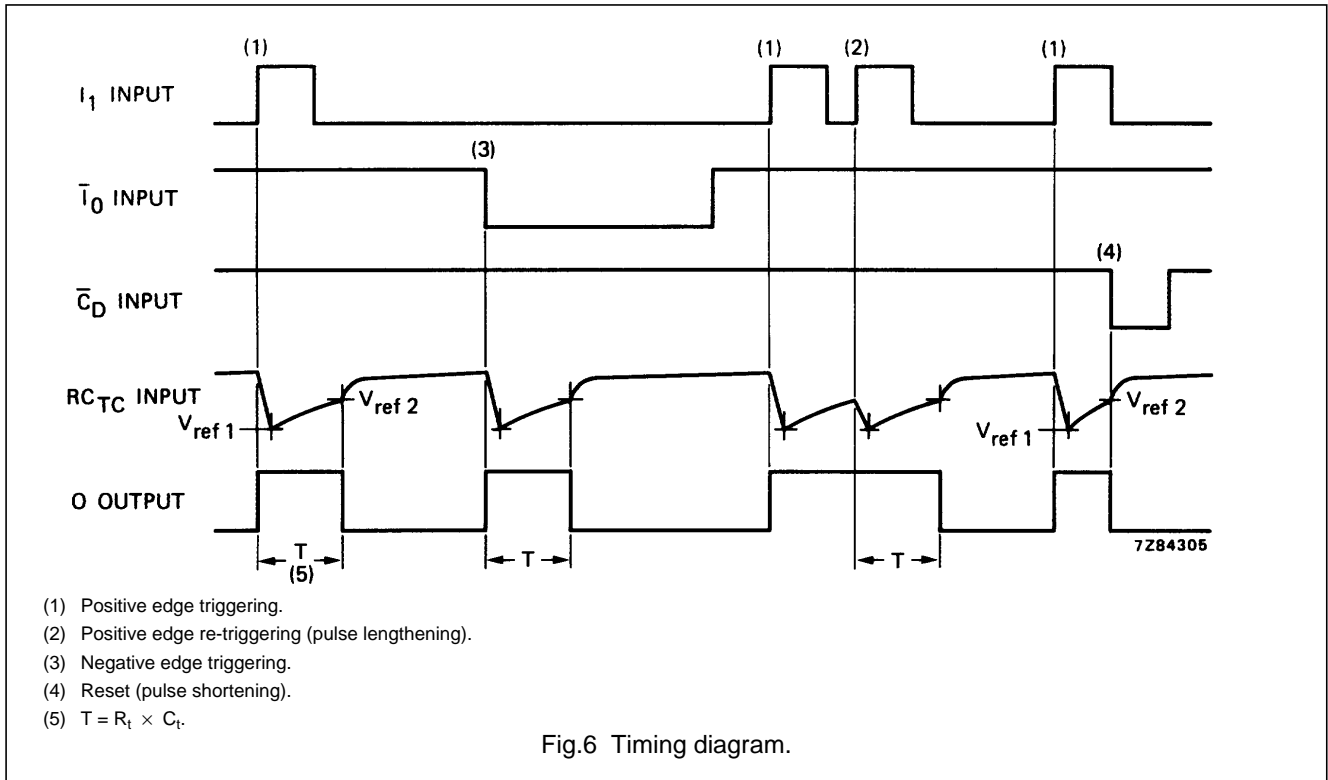 (1) (1) (2) (1)
I1 INPUT
(3)
Ī0 INPUT
(4)
C̄D INPUT
RCTC INPUT
Vref 2 Vref 2
Vref 1 Vref 1
O OUTPUT
7Z84305
T T T
(5)
(1) Positive edge triggering.
(2) Positive edge re-triggering (pulse lengthening).
(3) Negative edge triggering.
(4) Reset (pulse shortening).
(5) T = Rt × Ct.
Fig.6 Timing diagram.